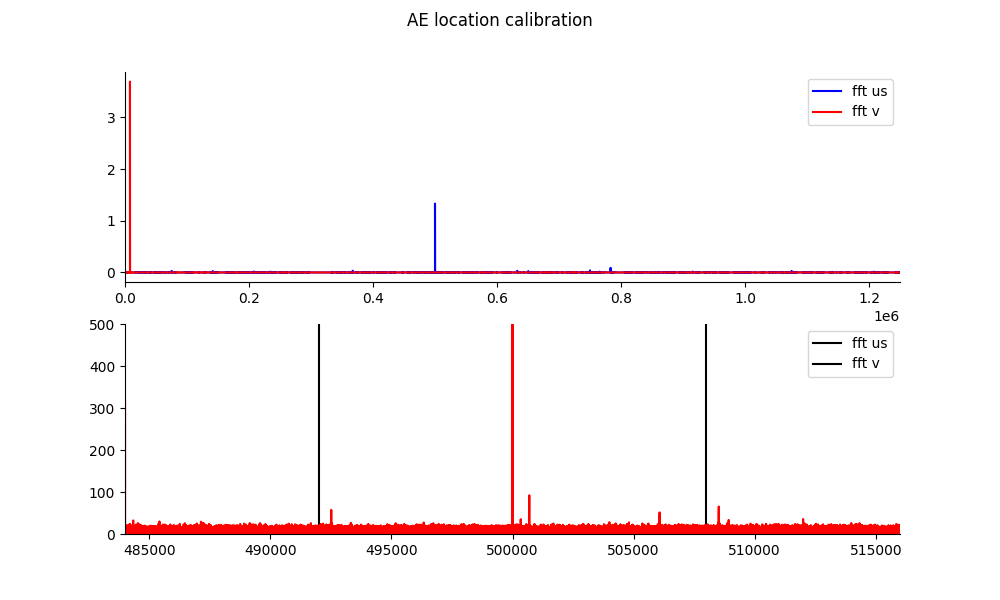 AE location calibration
fft us
fft v
3
2
1
0
0.0 0.2 0.4 0.6 0.8 1.0 1.2
1e6
500
fft us
fft v
400
300
200
100
0
485000 490000 495000 500000 505000 510000 515000